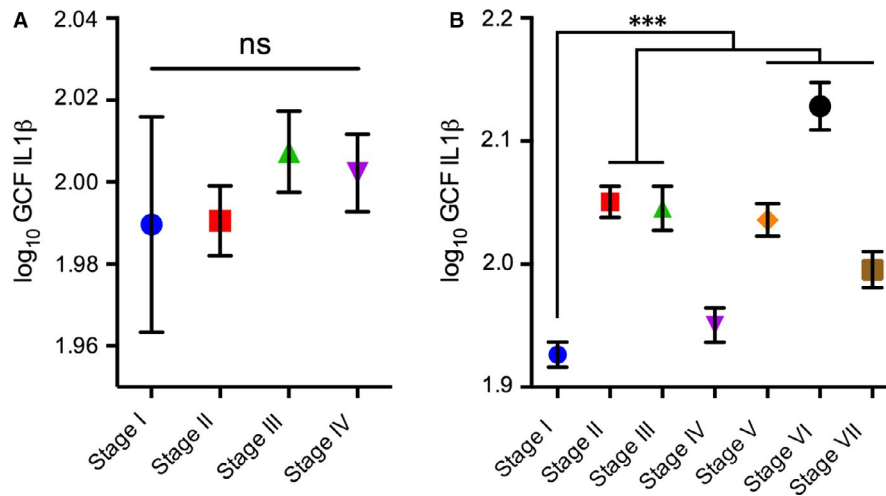 A
log₁₀ GCF IL1β
2.04
2.02
2.00
1.98
1.96
ns
Stage I
Stage II
Stage III
Stage IV
B
log₁₀ GCF IL1β
2.2
2.1
2.0
1.9
***
Stage I
Stage II
Stage III
Stage IV
Stage V
Stage VI
Stage VII